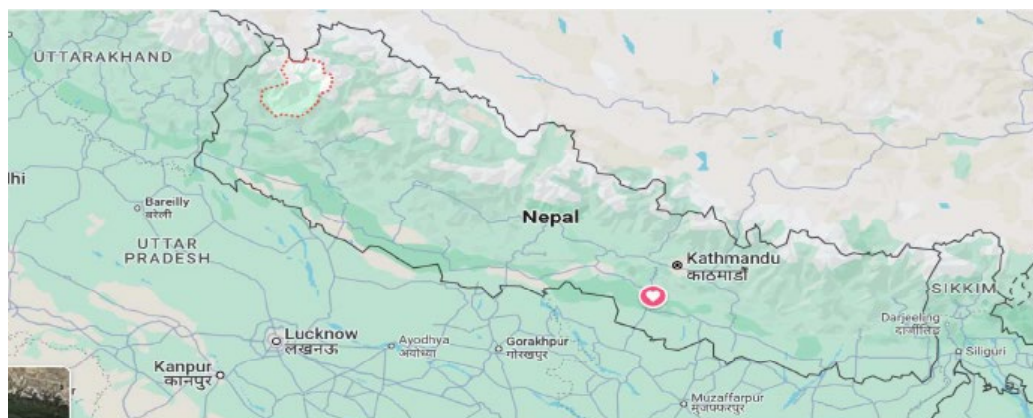 UTTARAKHAND
lhi
Bareilly
बरेली
UTTAR
PRADESH
Nepal
Kathmandu
काठमाडौँ
SIKKIM
Darjeeling
दार्जीलिङ
Siliguri
Lucknow
लखनऊ
Ayodhya
अयोध्या
Gorakhpur
गोरखपुर
Kanpur
कानपुर
Muzaffarpur
मुजफ्फरपुर